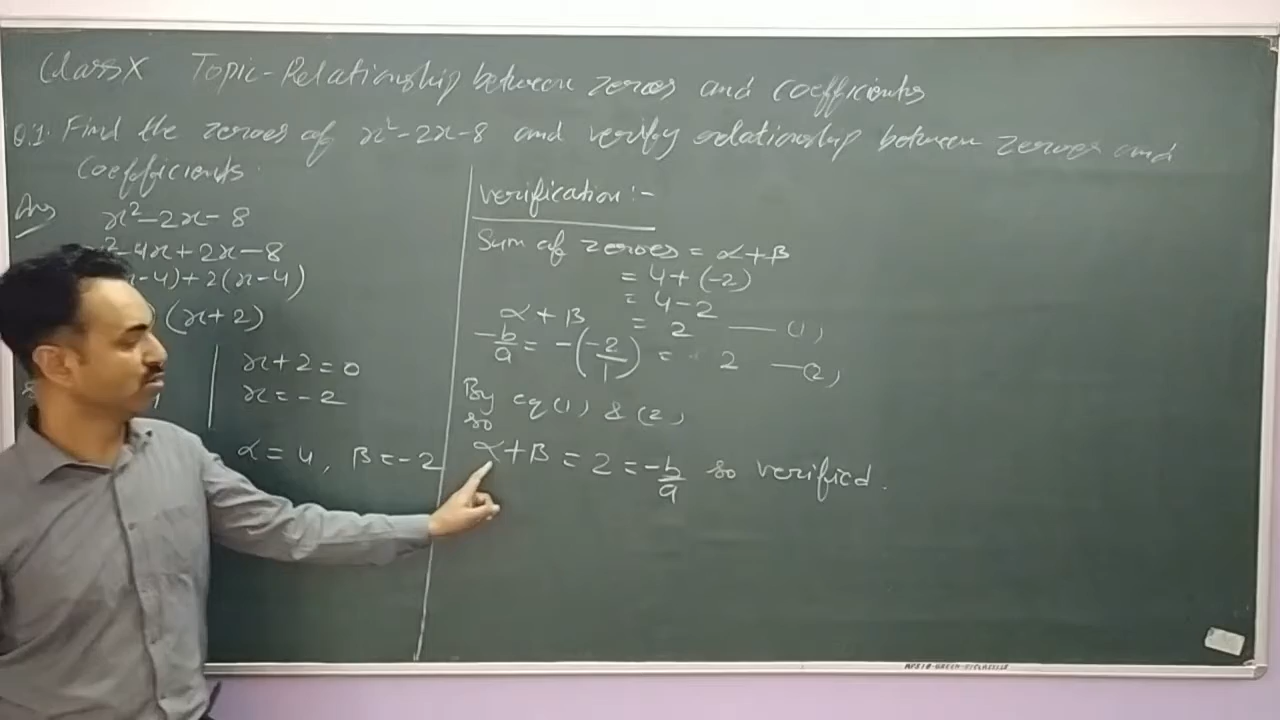 Class X Topic - Relationship between zeroes and coefficients
Q.1. Find the zeroes of x²-2x-8 and verify relationship between zeroes and
coefficients.
Ans
x²-2x-8
²-4x+2x-8
-4)+2(x-4)
(x+2)
x+2=0
x=-2
α=4, β=-2
verification:-
Sum of zeroes = α+β
= 4+(-2)
= 4-2
α+β = 2 — (1)
-b/a = -(-2/1) = 2 — (2)
By eq (1) & (2)
so
α+β = 2 = -b/a so verified.